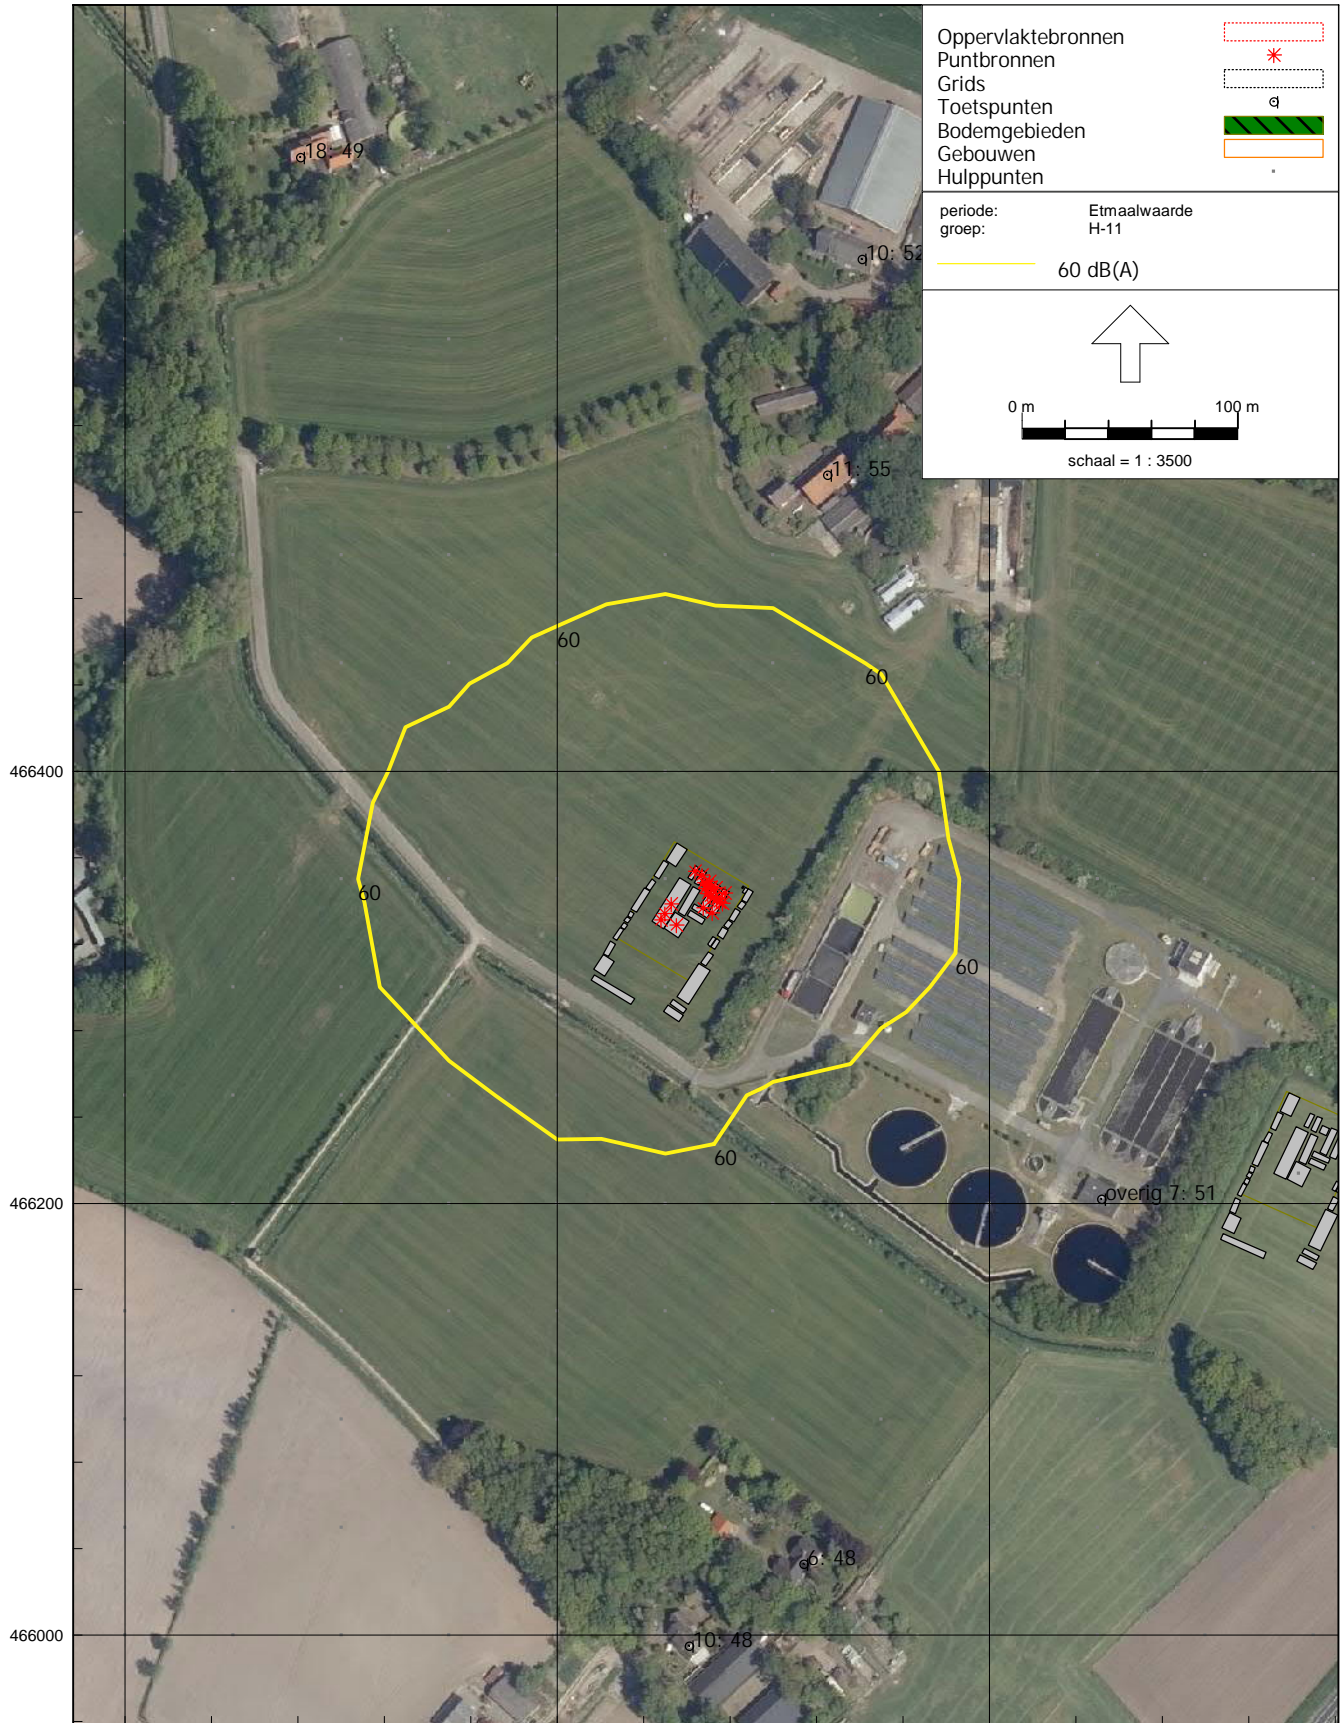 Oppervlaktebronnen
Puntbronnen
Grids
Toetspunten
Bodemgebieden
Gebouwen
Hulppunten
periode: Etmaalwaarde
groep: H-11
60 dB(A)
0 m 100 m
schaal = 1 : 3500
18: 49
10: 52
11: 55
60
60
466400
60
60
60
overig 7: 51
466200
6: 48
466000
10: 48